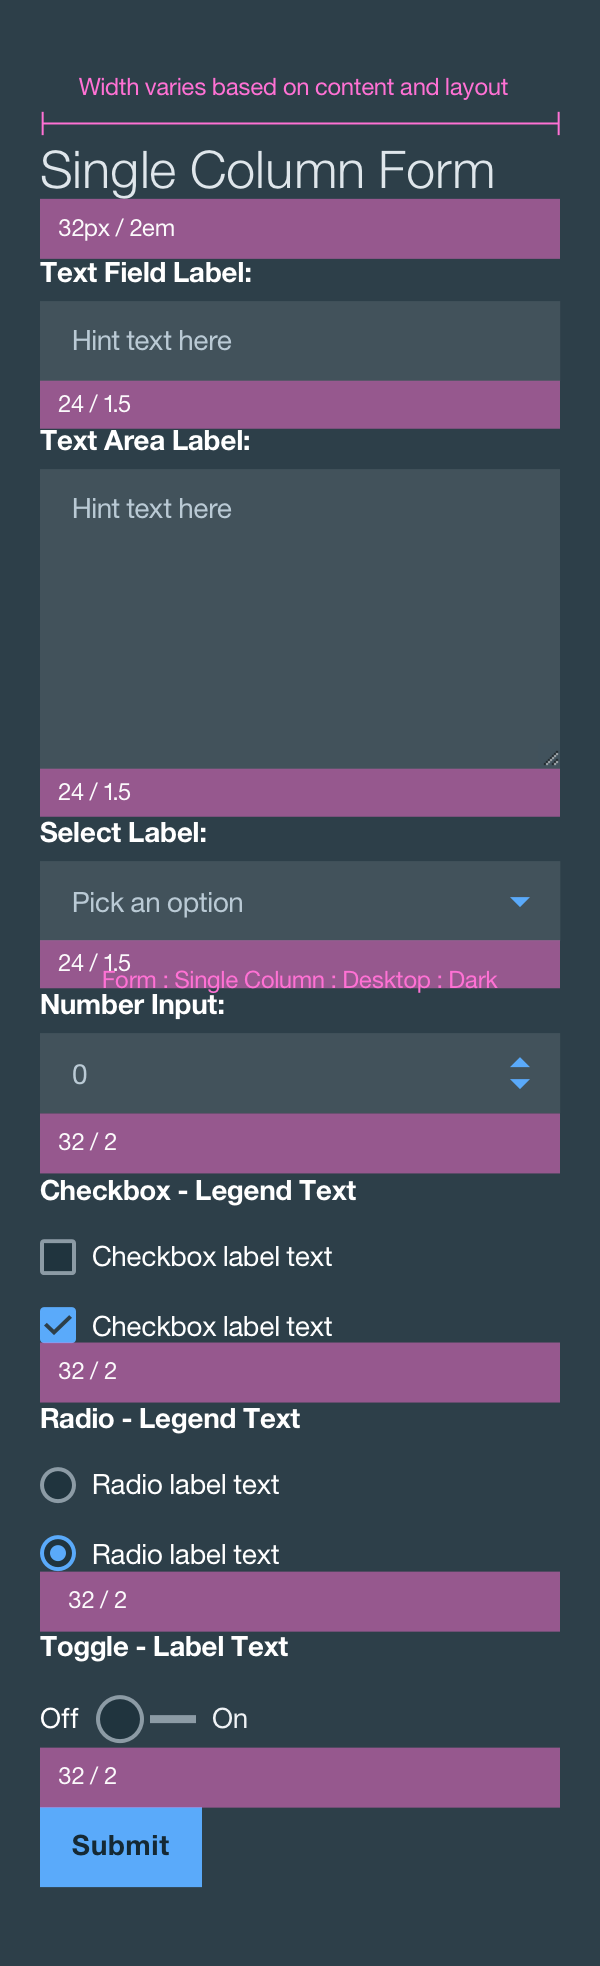 Width varies based on content and layout
Single Column Form
32px / 2em
Text Field Label:
Hint text here
24 / 1.5
Text Area Label:
Hint text here
24 / 1.5
Select Label:
Pick an option
24 / 1.5
Form : Single Column : Desktop : Dark
Number Input:
0
32 / 2
Checkbox - Legend Text
Checkbox label text
Checkbox label text
32 / 2
Radio - Legend Text
Radio label text
Radio label text
32 / 2
Toggle - Label Text
Off On
32 / 2
Submit